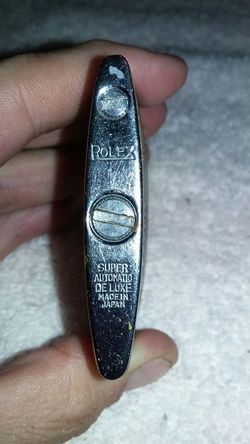 ROLEX
SUPER
AUTOMATIC
DE LUXE
MADE IN
JAPAN